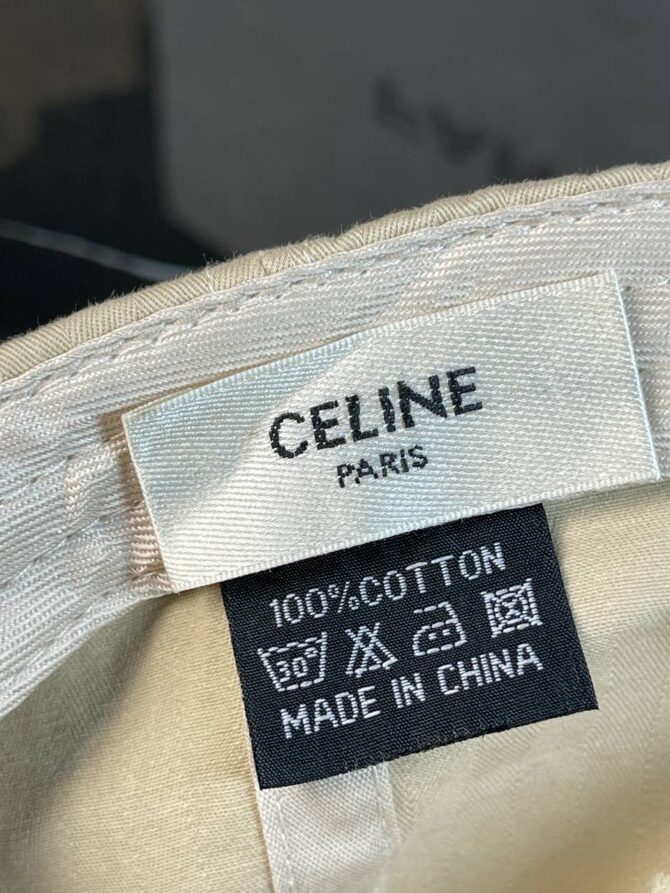 CELINE
PARIS
100%COTTON
30°
MADE IN CHINA